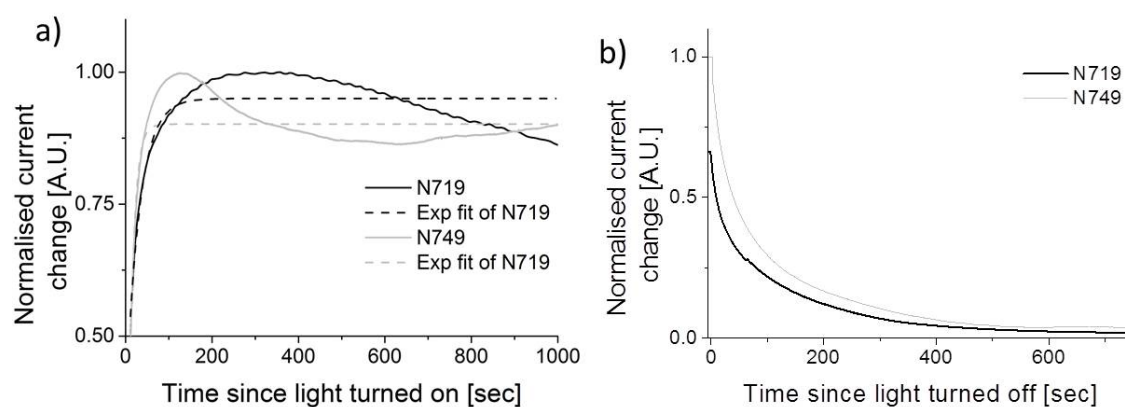 a)
Normalised current
change [A.U.]
1.00
0.75
0.50
N719
Exp fit of N719
N749
Exp fit of N719
0 200 400 600 800 1000
Time since light turned on [sec]
b)
Normalised current
change [A.U.]
1.0
0.5
0.0
N719
N749
0 200 400 600
Time since light turned off [sec]